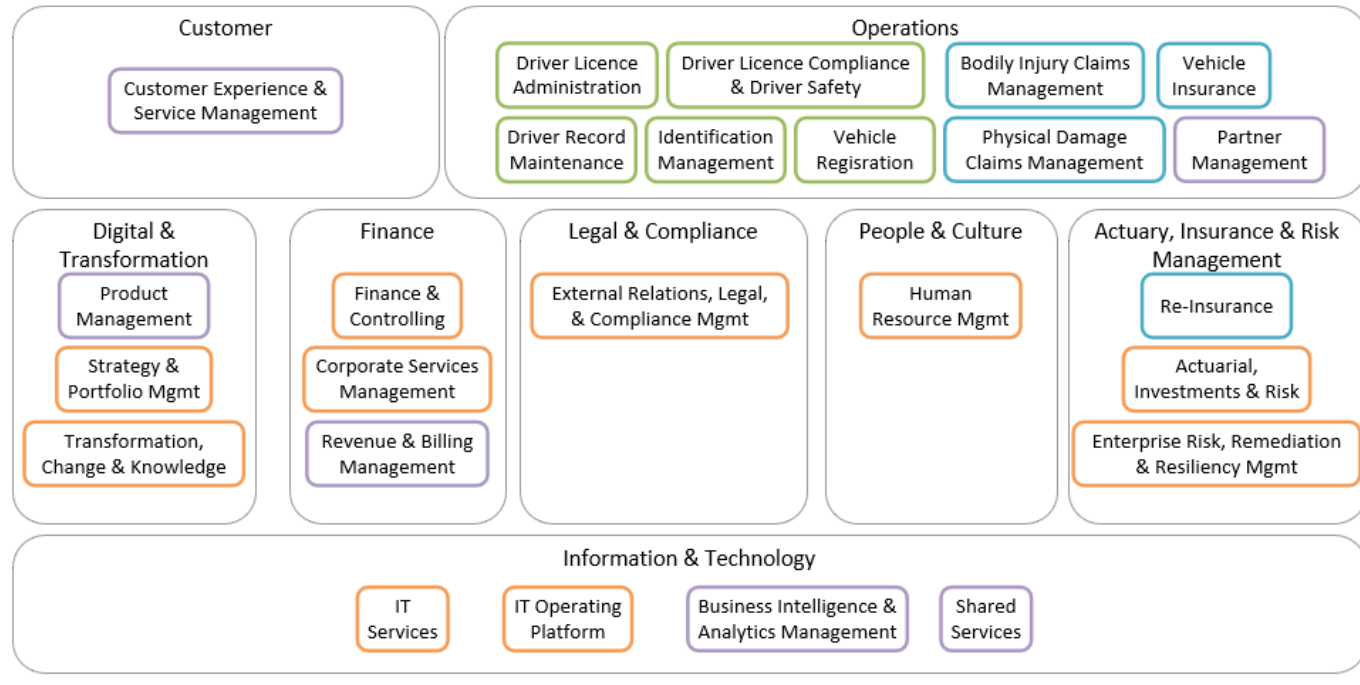 Customer
Customer Experience &
Service Management
Operations
Driver Licence
Administration
Driver Licence Compliance
& Driver Safety
Bodily Injury Claims
Management
Vehicle
Insurance
Driver Record
Maintenance
Identification
Management
Vehicle
Regisration
Physical Damage
Claims Management
Partner
Management
Digital &
Transformation
Product
Management
Strategy &
Portfolio Mgmt
Transformation,
Change & Knowledge
Finance
Finance &
Controlling
Corporate Services
Management
Revenue & Billing
Management
Legal & Compliance
External Relations, Legal,
& Compliance Mgmt
People & Culture
Human
Resource Mgmt
Actuary, Insurance & Risk
Management
Re-Insurance
Actuarial,
Investments & Risk
Enterprise Risk, Remediation
& Resiliency Mgmt
Information & Technology
IT
Services
IT Operating
Platform
Business Intelligence &
Analytics Management
Shared
Services